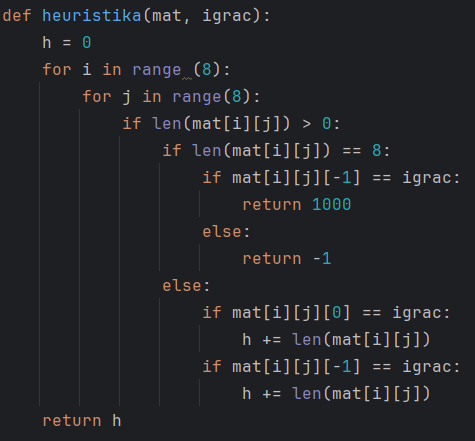 def heuristika(mat, igrac):
    h = 0
    for i in range (8):
        for j in range(8):
            if len(mat[i][j]) > 0:
                if len(mat[i][j]) == 8:
                    if mat[i][j][-1] == igrac:
                        return 1000
                    else:
                        return -1
                else:
                    if mat[i][j][0] == igrac:
                        h += len(mat[i][j])
                    if mat[i][j][-1] == igrac:
                        h += len(mat[i][j])
    return h